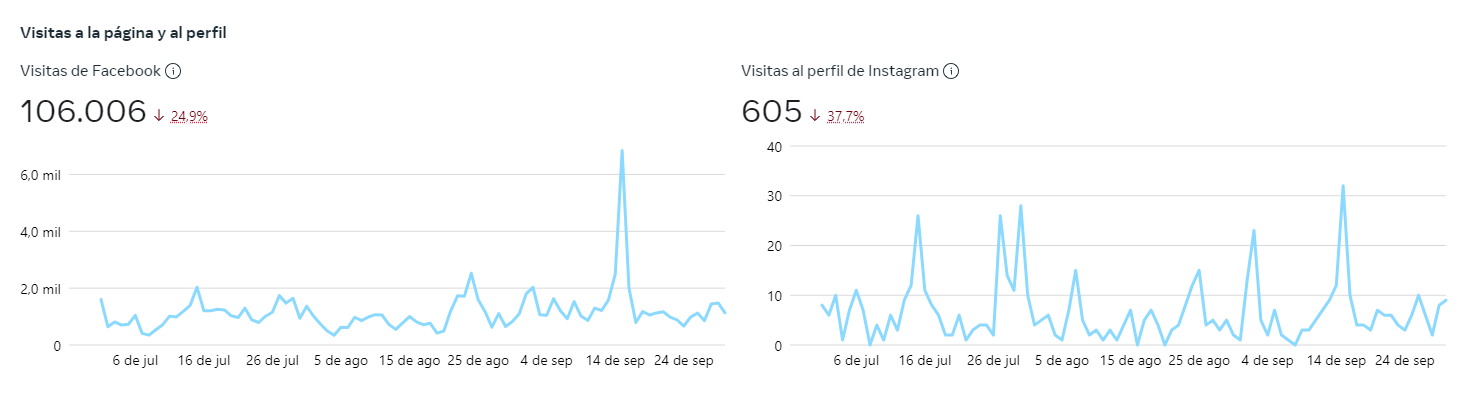 Visitas a la página y al perfil
Visitas de Facebook
106.006 ↓ 24,9%
6,0 mil
4,0 mil
2,0 mil
0
6 de jul 16 de jul 26 de jul 5 de ago 15 de ago 25 de ago 4 de sep 14 de sep 24 de sep
Visitas al perfil de Instagram
605 ↓ 37,7%
40
30
20
10
0
6 de jul 16 de jul 26 de jul 5 de ago 15 de ago 25 de ago 4 de sep 14 de sep 24 de sep